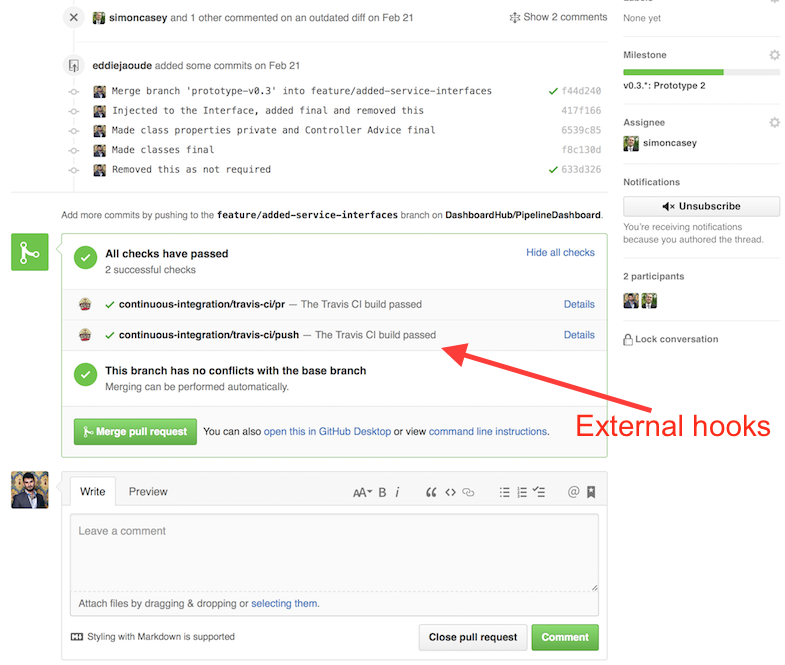 simoncasey and 1 other commented on an outdated diff on Feb 21
Show 2 comments
eddiejaoude added some commits on Feb 21
Merge branch 'prototype-v0.3' into feature/added-service-interfaces f44d240
Injected to the Interface, added final and removed this 417f166
Made class properties private and Controller Advice final 6539c85
Made classes final f8c130d
Removed this as not required 633d326
Add more commits by pushing to the feature/added-service-interfaces branch on DashboardHub/PipelineDashboard.
All checks have passed
Hide all checks
2 successful checks
continuous-integration/travis-ci/pr — The Travis CI build passed Details
continuous-integration/travis-ci/push — The Travis CI build passed Details
This branch has no conflicts with the base branch
Merging can be performed automatically.
Merge pull request
You can also open this in GitHub Desktop or view command line instructions.
External hooks
Write
Preview
AA B i
@
Leave a comment
Attach files by dragging & dropping or selecting them.
Styling with Markdown is supported
Close pull request
Comment
None yet
Milestone
v0.3.*: Prototype 2
Assignee
simoncasey
Notifications
Unsubscribe
You're receiving notifications
because you authored the thread.
2 participants
Lock conversation